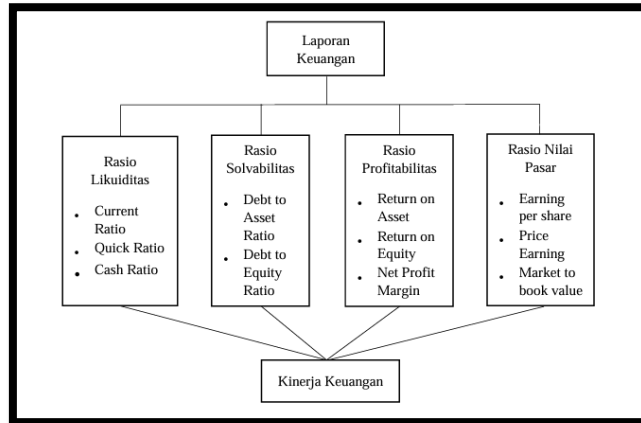 Laporan
Keuangan
Rasio
Likuiditas
• Current
Ratio
• Quick Ratio
• Cash Ratio
Rasio
Solvabilitas
• Debt to
Asset
Ratio
• Debt to
Equity
Ratio
Rasio
Profitabilitas
• Return on
Asset
• Return on
Equity
• Net Profit
Margin
Rasio Nilai
Pasar
• Earning
per share
• Price
Earning
• Market to
book value
Kinerja Keuangan